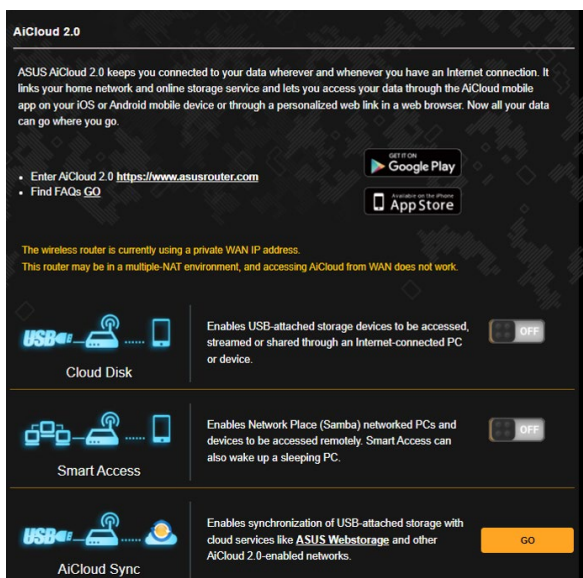 AiCloud 2.0
ASUS AiCloud 2.0 keeps you connected to your data wherever and whenever you have an Internet connection. It
links your home network and online storage service and lets you access your data through the AiCloud mobile
app on your iOS or Android mobile device or through a personalized web link in a web browser. Now all your data
can go where you go.
GET IT ON
Google Play
Enter AiCloud 2.0 https://www.asusrouter.com
Find FAQs GO
Available on the iPhone
App Store
The wireless router is currently using a private WAN IP address.
This router may be in a multiple-NAT environment, and accessing AiCloud from WAN does not work.
USB
Cloud Disk
Enables USB-attached storage devices to be accessed,
streamed or shared through an Internet-connected PC
or device.
OFF
Smart Access
Enables Network Place (Samba) networked PCs and
devices to be accessed remotely. Smart Access can
also wake up a sleeping PC.
OFF
USB
AiCloud Sync
Enables synchronization of USB-attached storage with
cloud services like ASUS Webstorage and other
AiCloud 2.0-enabled networks.
GO